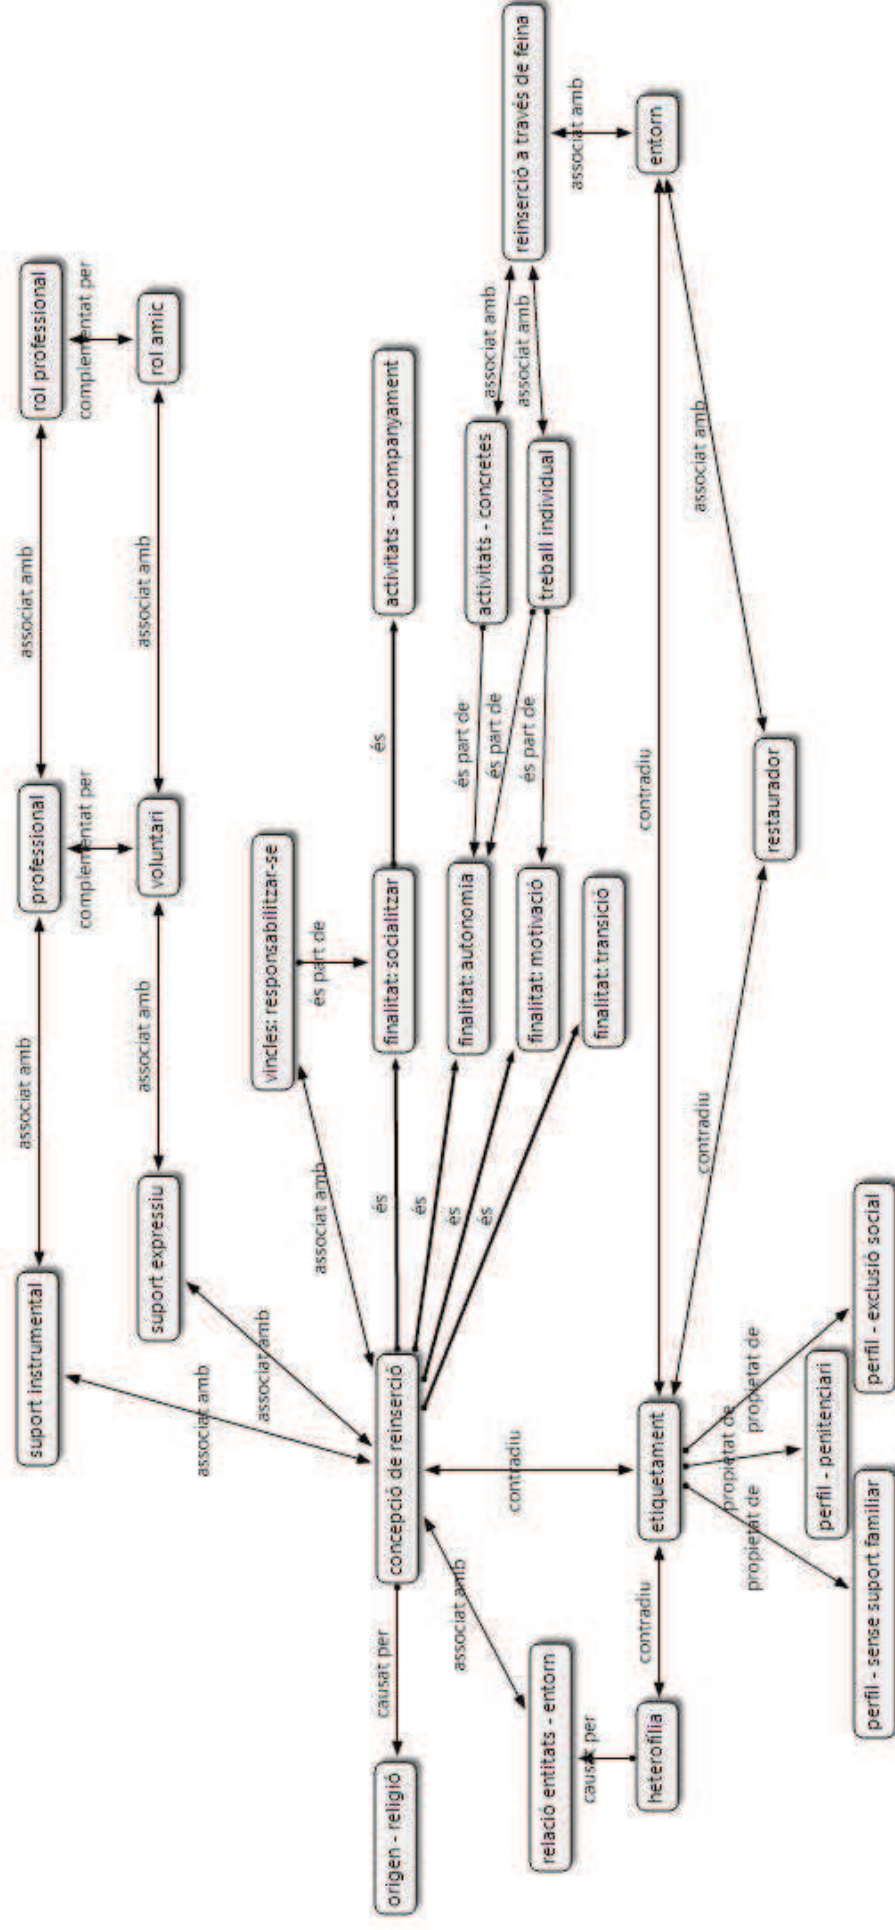 origen - religió
causat per
concepció de reinserció
associat amb
suport instrumental
associat amb
professional
associat amb
rol professional
complementat per
complementat per
associat amb
suport expressiu
associat amb
voluntari
associat amb
rol amic
associat amb
vincles: responsabilitzar-se
és part de
és
finalitat: socialitzar
és
activitats - acompanyament
és
finalitat: autonomia
és part de
activitats - concretes
associat amb
reinserció a través de feina
és
finalitat: motivació
és part de
és part de
treball individual
associat amb
és
finalitat: transició
associat amb
relació entitats - entorn
causat per
heterofília
contradiu
contradiu
etiquetament
contradiu
entorn
associat amb
contradiu
restaurador
associat amb
propietat de
propietat de
propietat de
perfil - sense suport familiar
perfil - penitenciari
perfil - exclusió social